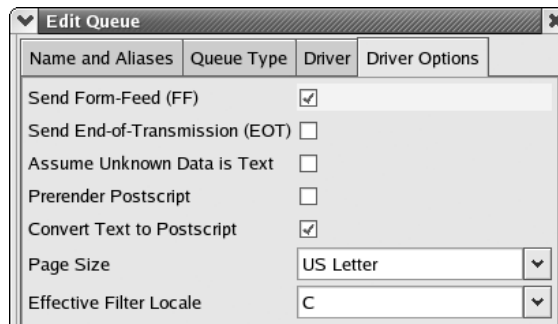 Edit Queue
Name and Aliases Queue Type Driver Driver Options
Send Form-Feed (FF)
Send End-of-Transmission (EOT)
Assume Unknown Data is Text
Prerender Postscript
Convert Text to Postscript
Page Size US Letter
Effective Filter Locale C